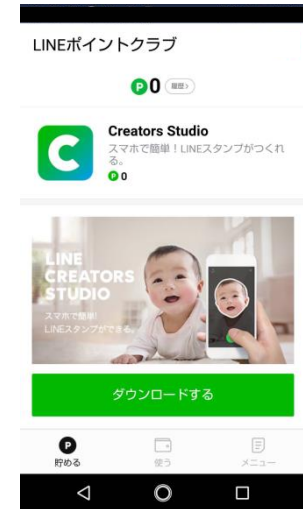 LINEポイントクラブ
P 0 履歴 >
C
Creators Studio
スマホで簡単!LINEスタンプがつくれ
る。
P 0
LINE
CREATORS
STUDIO
スマホで簡単!
LINEスタンプができる。
ダウンロードする
P
貯める
使う
メニュー